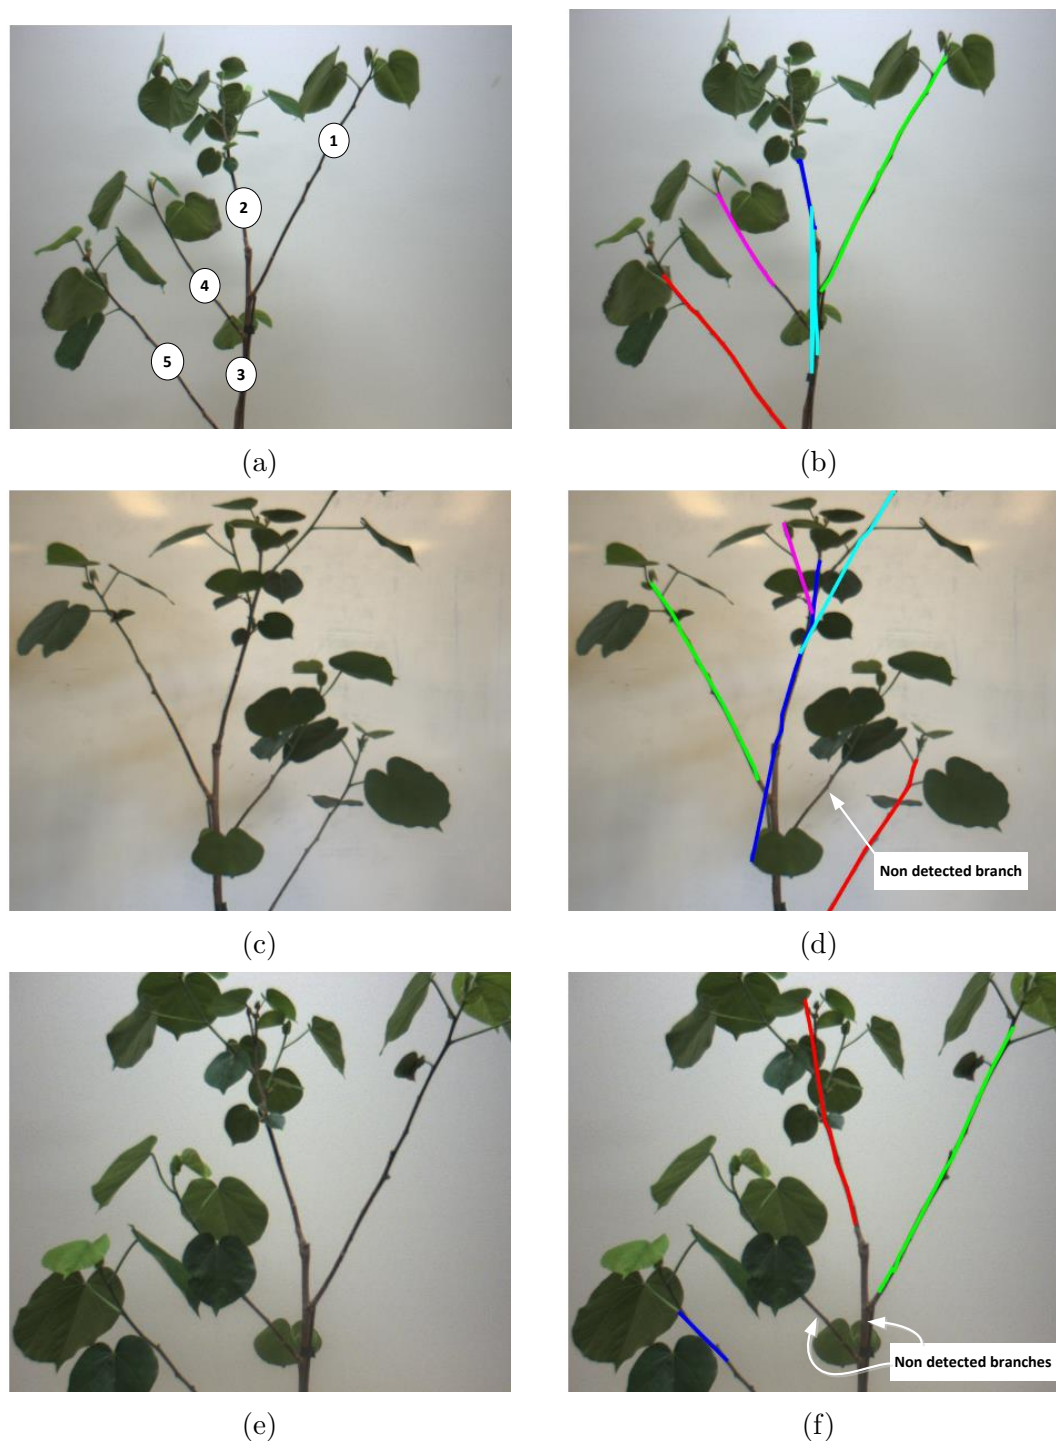 1
2
4
5
3
(a)
(b)
Non detected branch
(c)
(d)
Non detected branches
(e)
(f)